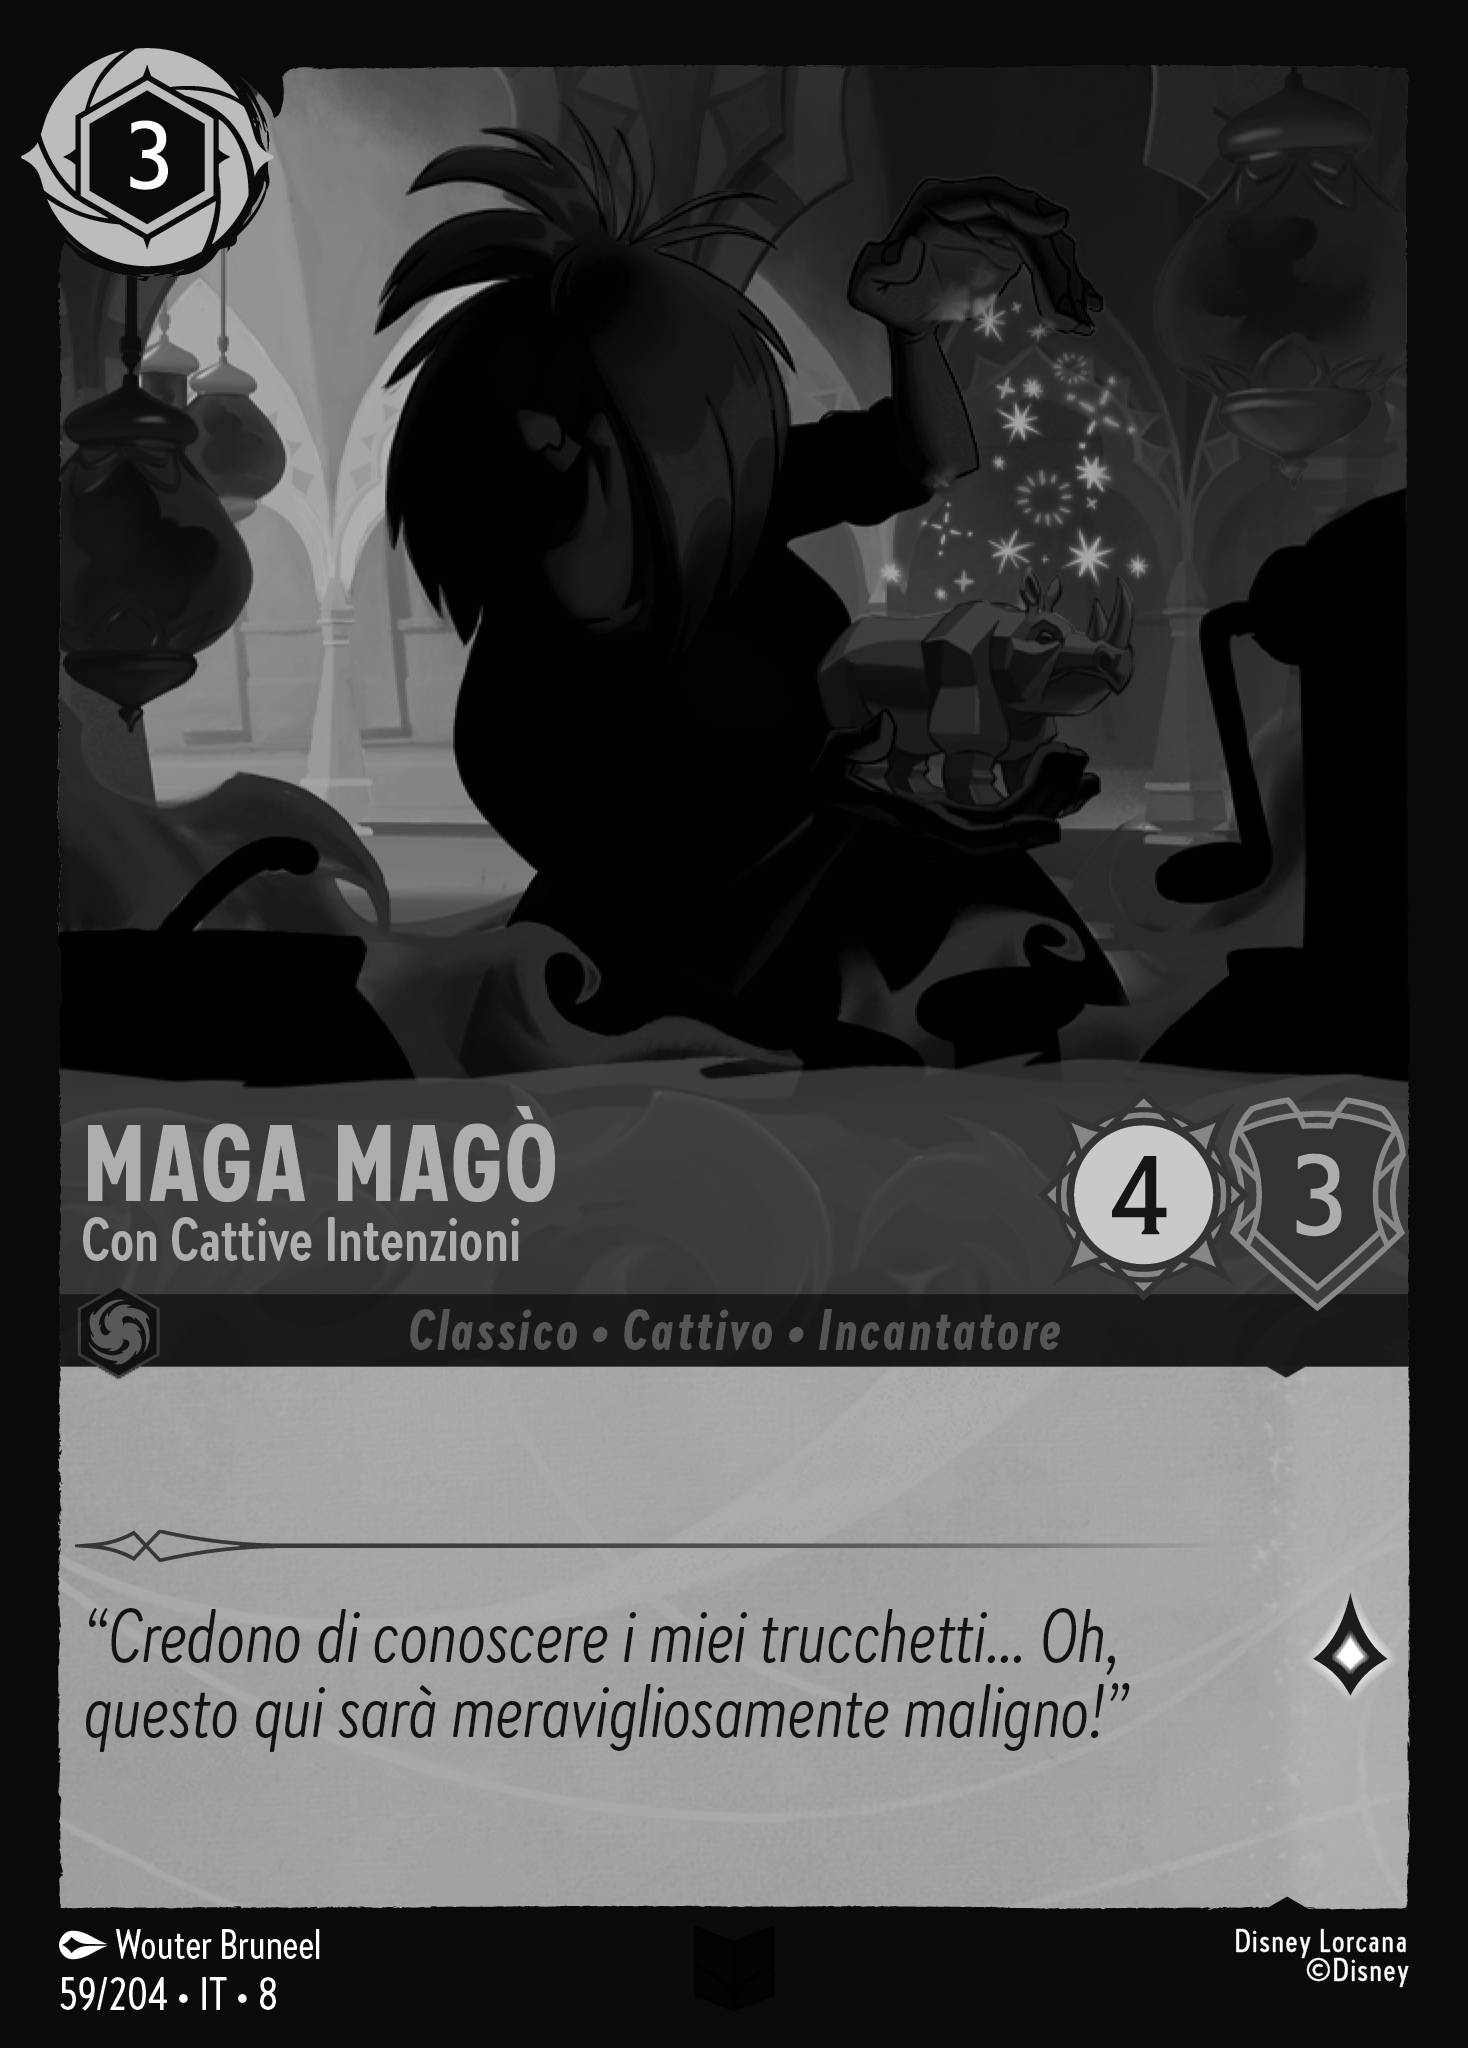 3
MAGA MAGÒ
Con Cattive Intenzioni
4
3
Classico • Cattivo • Incantatore
“Credono di conoscere i miei trucchetti... Oh,
questo qui sarà meravigliosamente maligno!”
Wouter Bruneel
59/204 • IT • 8
Disney Lorcana
©Disney